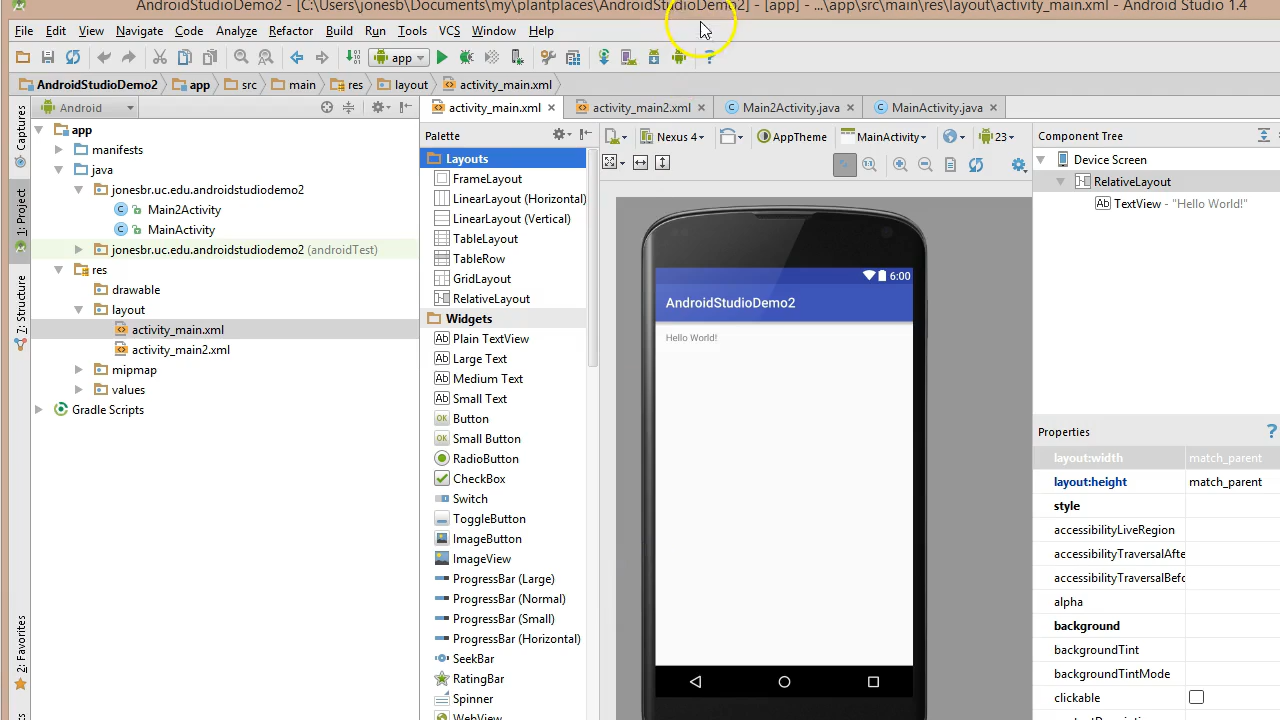 AndroidStudioDemo2 - [C:\Users\jonesb\Documents\my\plantplaces\AndroidStudioDemo2] - [app] - ...\app\src\main\res\layout\activity_main.xml - Android Studio 1.4
File Edit View Navigate Code Analyze Refactor Build Run Tools VCS Window Help
app
AndroidStudioDemo2 app src main res layout activity_main.xml
Android
activity_main.xml activity_main2.xml Main2Activity.java MainActivity.java
Captures
1: Project
7: Structure
2: Favorites
app
manifests
java
jonesbr.uc.edu.androidstudiodemo2
Main2Activity
MainActivity
jonesbr.uc.edu.androidstudiodemo2 (androidTest)
res
drawable
layout
activity_main.xml
activity_main2.xml
mipmap
values
Gradle Scripts
Palette
Layouts
FrameLayout
LinearLayout (Horizontal)
LinearLayout (Vertical)
TableLayout
TableRow
GridLayout
RelativeLayout
Widgets
Plain TextView
Large Text
Medium Text
Small Text
Button
Small Button
RadioButton
CheckBox
Switch
ToggleButton
ImageButton
ImageView
ProgressBar (Large)
ProgressBar (Normal)
ProgressBar (Small)
ProgressBar (Horizontal)
SeekBar
RatingBar
Spinner
WebView
Nexus 4 AppTheme MainActivity 23
6:00
AndroidStudioDemo2
Hello World!
Component Tree
Device Screen
RelativeLayout
TextView - "Hello World!"
Properties ?
layout:width match_parent
layout:height match_parent
style
accessibilityLiveRegion
accessibilityTraversalAfte
accessibilityTraversalBefo
alpha
background
backgroundTint
backgroundTintMode
clickable